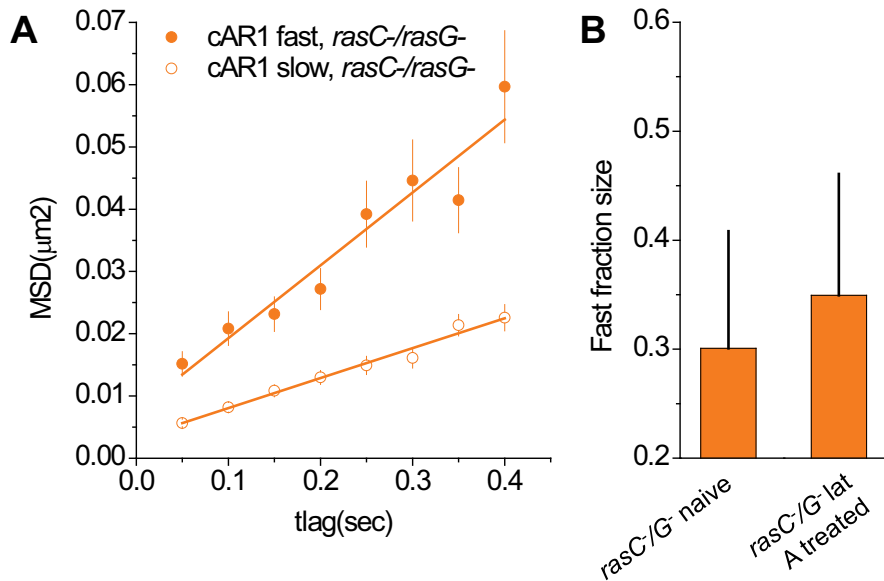 A
cAR1 fast, rasC-/rasG-
cAR1 slow, rasC-/rasG-
MSD(μm2)
0.07
0.06
0.05
0.04
0.03
0.02
0.01
0.00
0.0
0.1
0.2
0.3
0.4
tlag(sec)
B
Fast fraction size
0.6
0.5
0.4
0.3
0.2
rasC-/G- naive
rasC-/G- lat
A treated